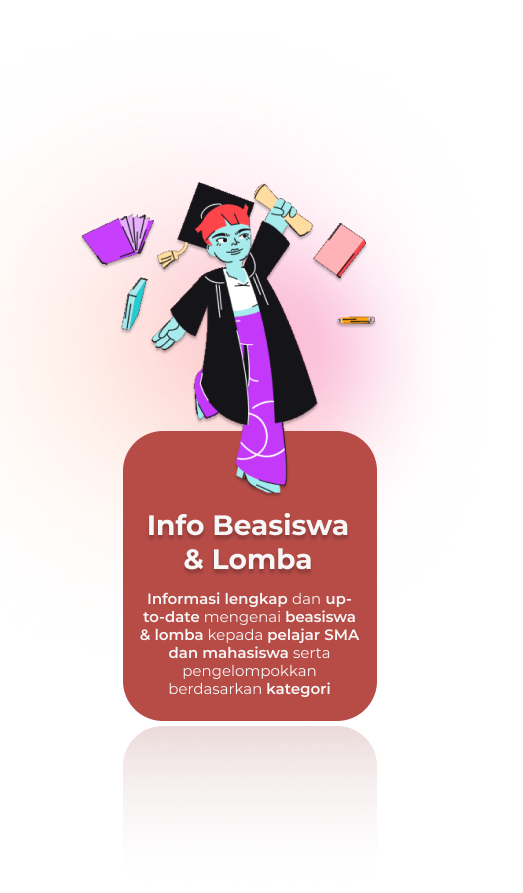 Info Beasiswa
& Lomba
Informasi lengkap dan up-
to-date mengenai beasiswa
& lomba kepada pelajar SMA
dan mahasiswa serta
pengelompokkan
berdasarkan kategori